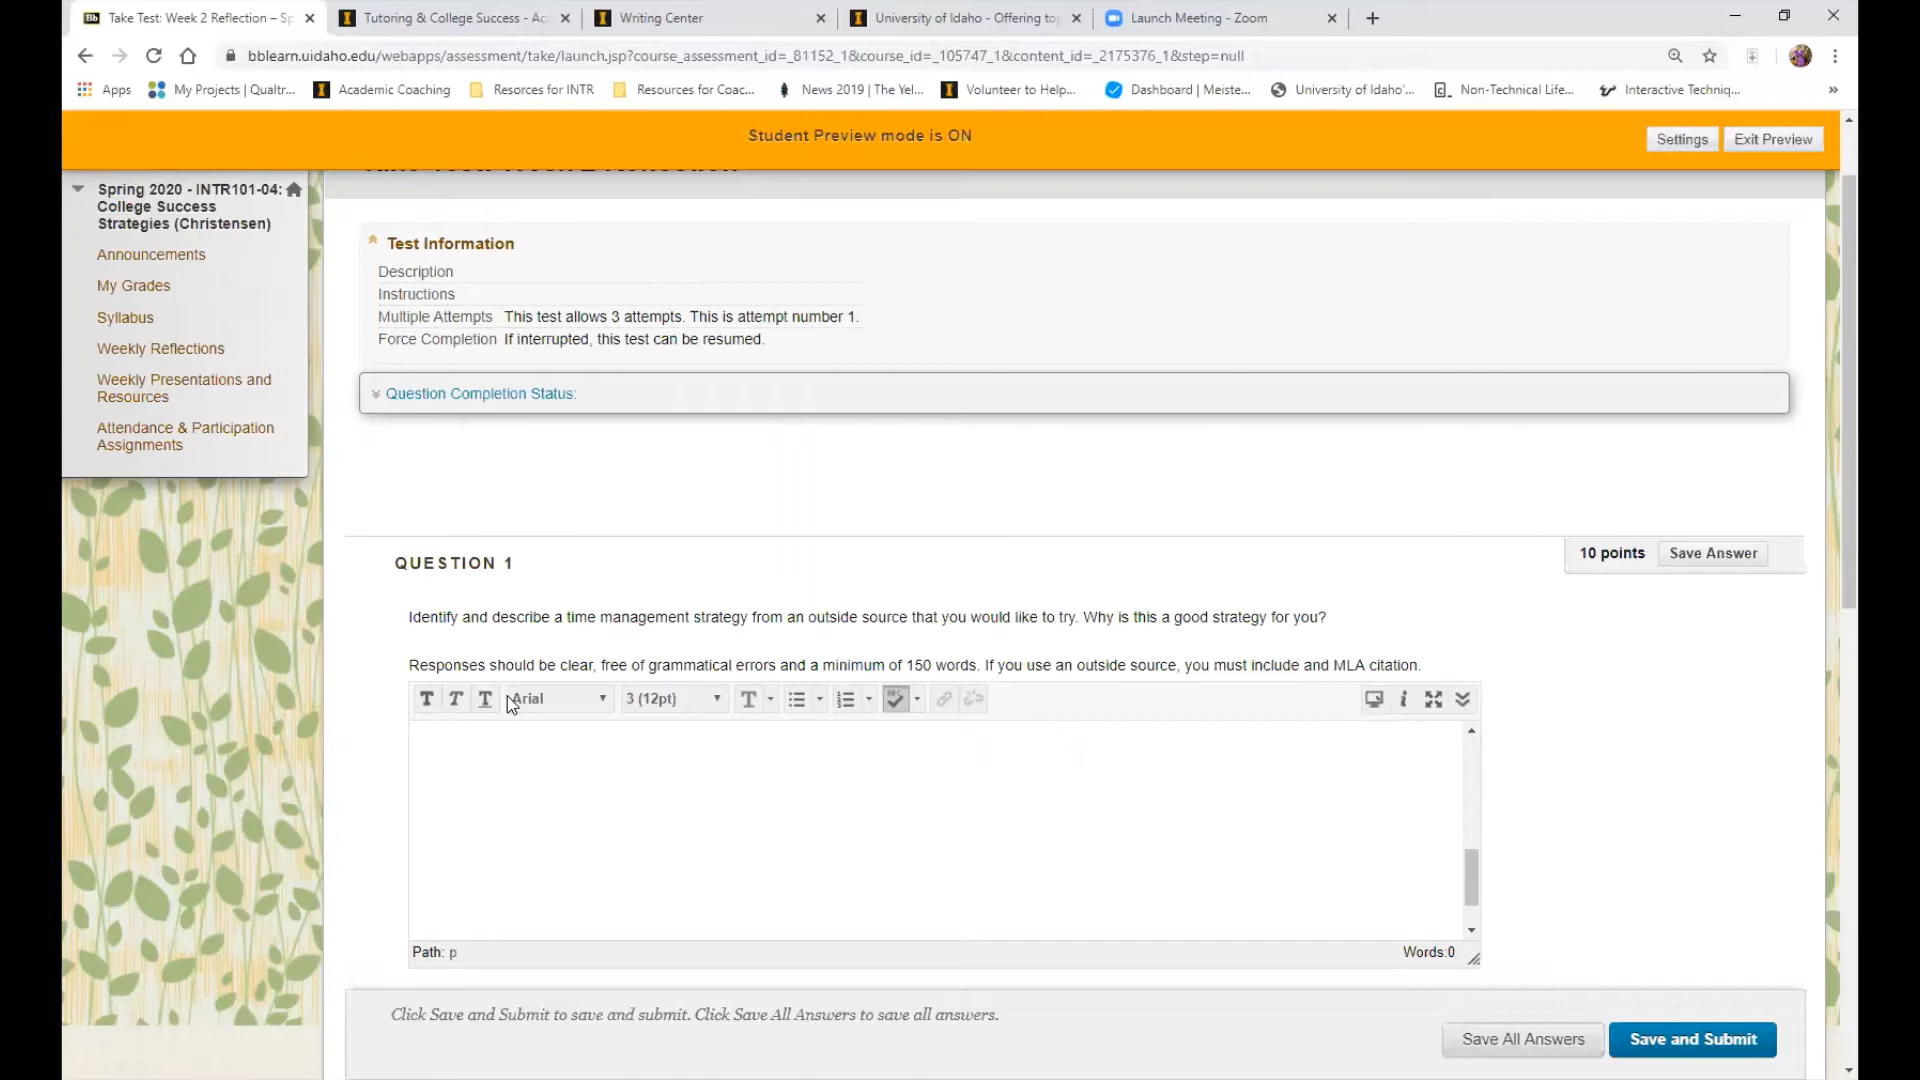 Take Test: Week 2 Reflection – Sp
Tutoring & College Success - Ac
Writing Center
University of Idaho - Offering to
Launch Meeting - Zoom
bblearn.uidaho.edu/webapps/assessment/take/launch.jsp?course_assessment_id=_81152_1&course_id=_105747_1&content_id=_2175376_1&step=null
Apps
My Projects | Qualtr...
Academic Coaching
Resorces for INTR
Resources for Coac...
News 2019 | The Yel...
Volunteer to Help...
Dashboard | Meiste...
University of Idaho'...
Non-Technical Life...
Interactive Techniq...
Student Preview mode is ON
Settings
Exit Preview
Spring 2020 - INTR101-04:
College Success
Strategies (Christensen)
Announcements
My Grades
Syllabus
Weekly Reflections
Weekly Presentations and
Resources
Attendance & Participation
Assignments
Test Information
Description
Instructions
Multiple Attempts This test allows 3 attempts. This is attempt number 1.
Force Completion If interrupted, this test can be resumed.
Question Completion Status:
QUESTION 1
10 points
Save Answer
Identify and describe a time management strategy from an outside source that you would like to try. Why is this a good strategy for you?
Responses should be clear, free of grammatical errors and a minimum of 150 words. If you use an outside source, you must include and MLA citation.
T T T Arial 3 (12pt) T
Path: p
Words:0
Click Save and Submit to save and submit. Click Save All Answers to save all answers.
Save All Answers
Save and Submit